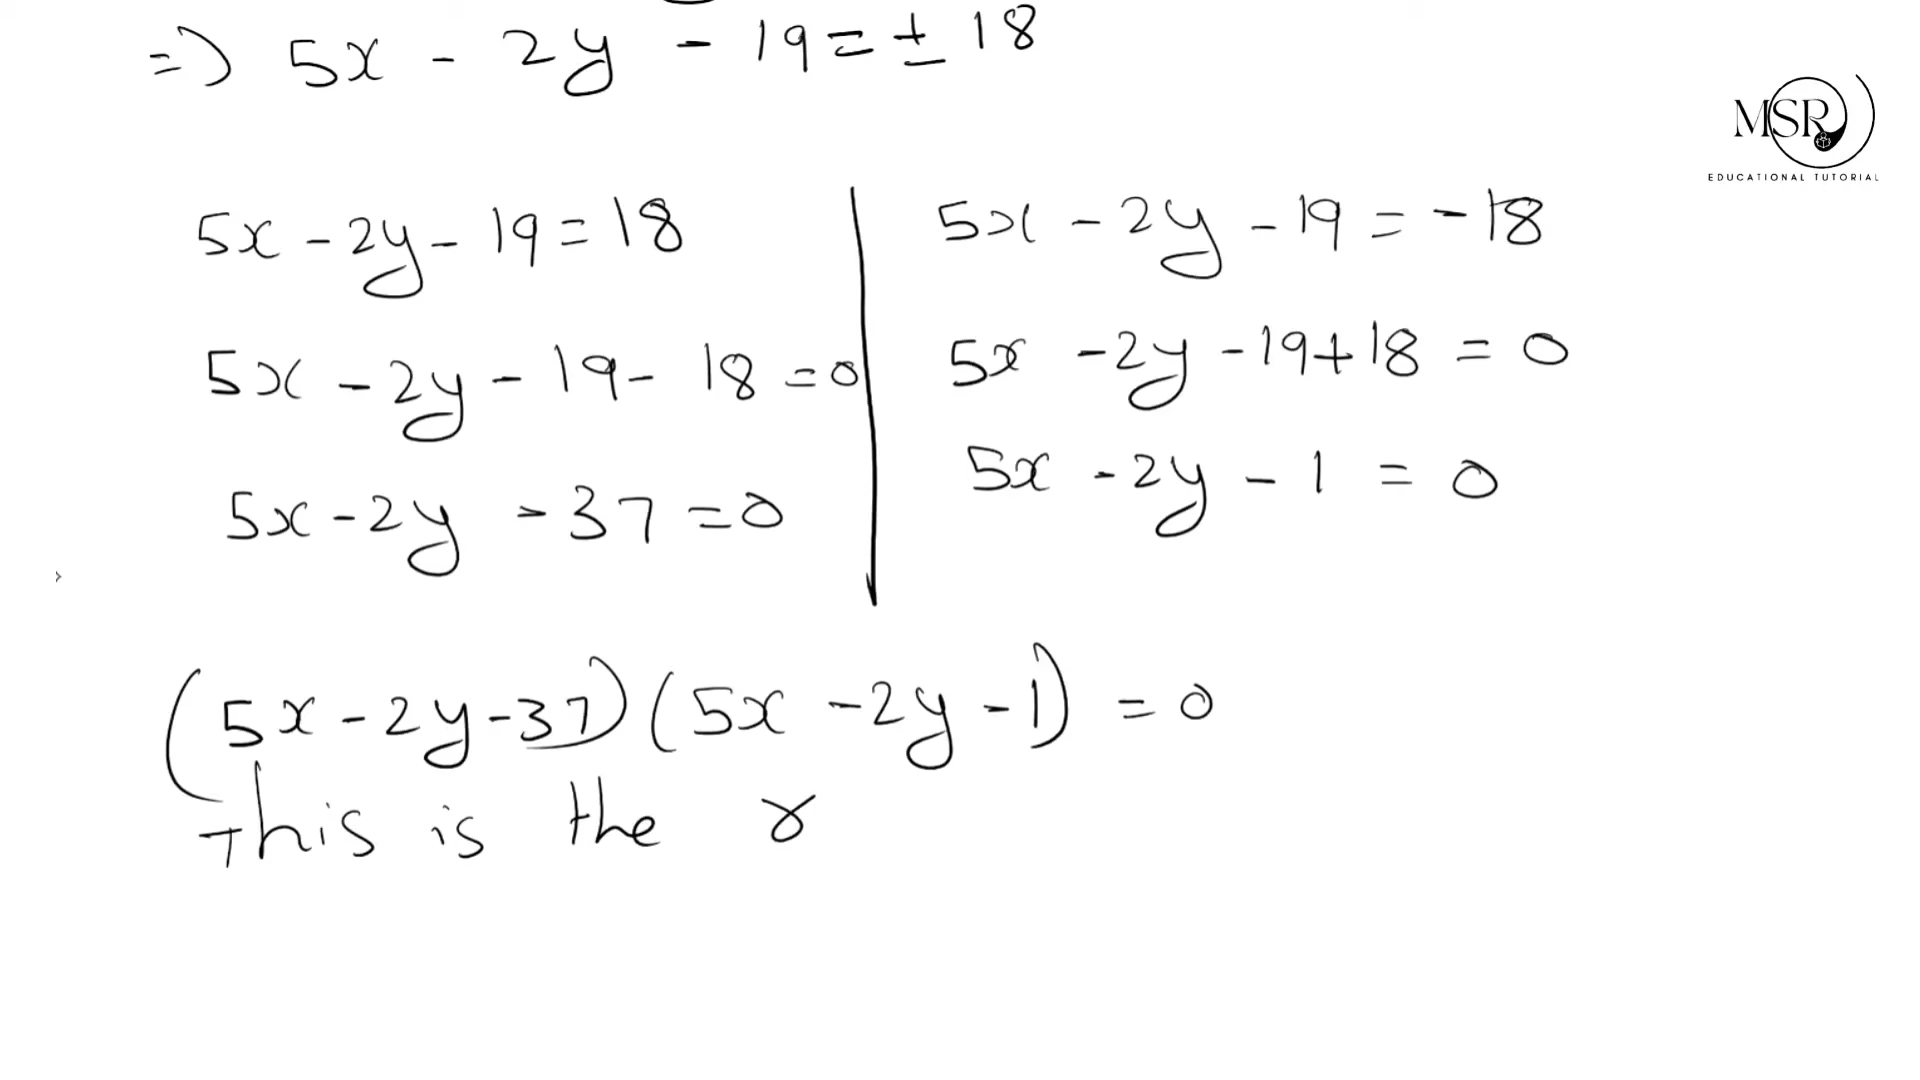 => 5x - 2y - 19 = ± 18
MSR
EDUCATIONAL TUTORIAL
5x - 2y - 19 = 18
5x - 2y - 19 - 18 = 0
5x - 2y - 37 = 0
5x - 2y - 19 = - 18
5x - 2y - 19 + 18 = 0
5x - 2y - 1 = 0
(5x - 2y - 37) (5x - 2y - 1) = 0
This is the r